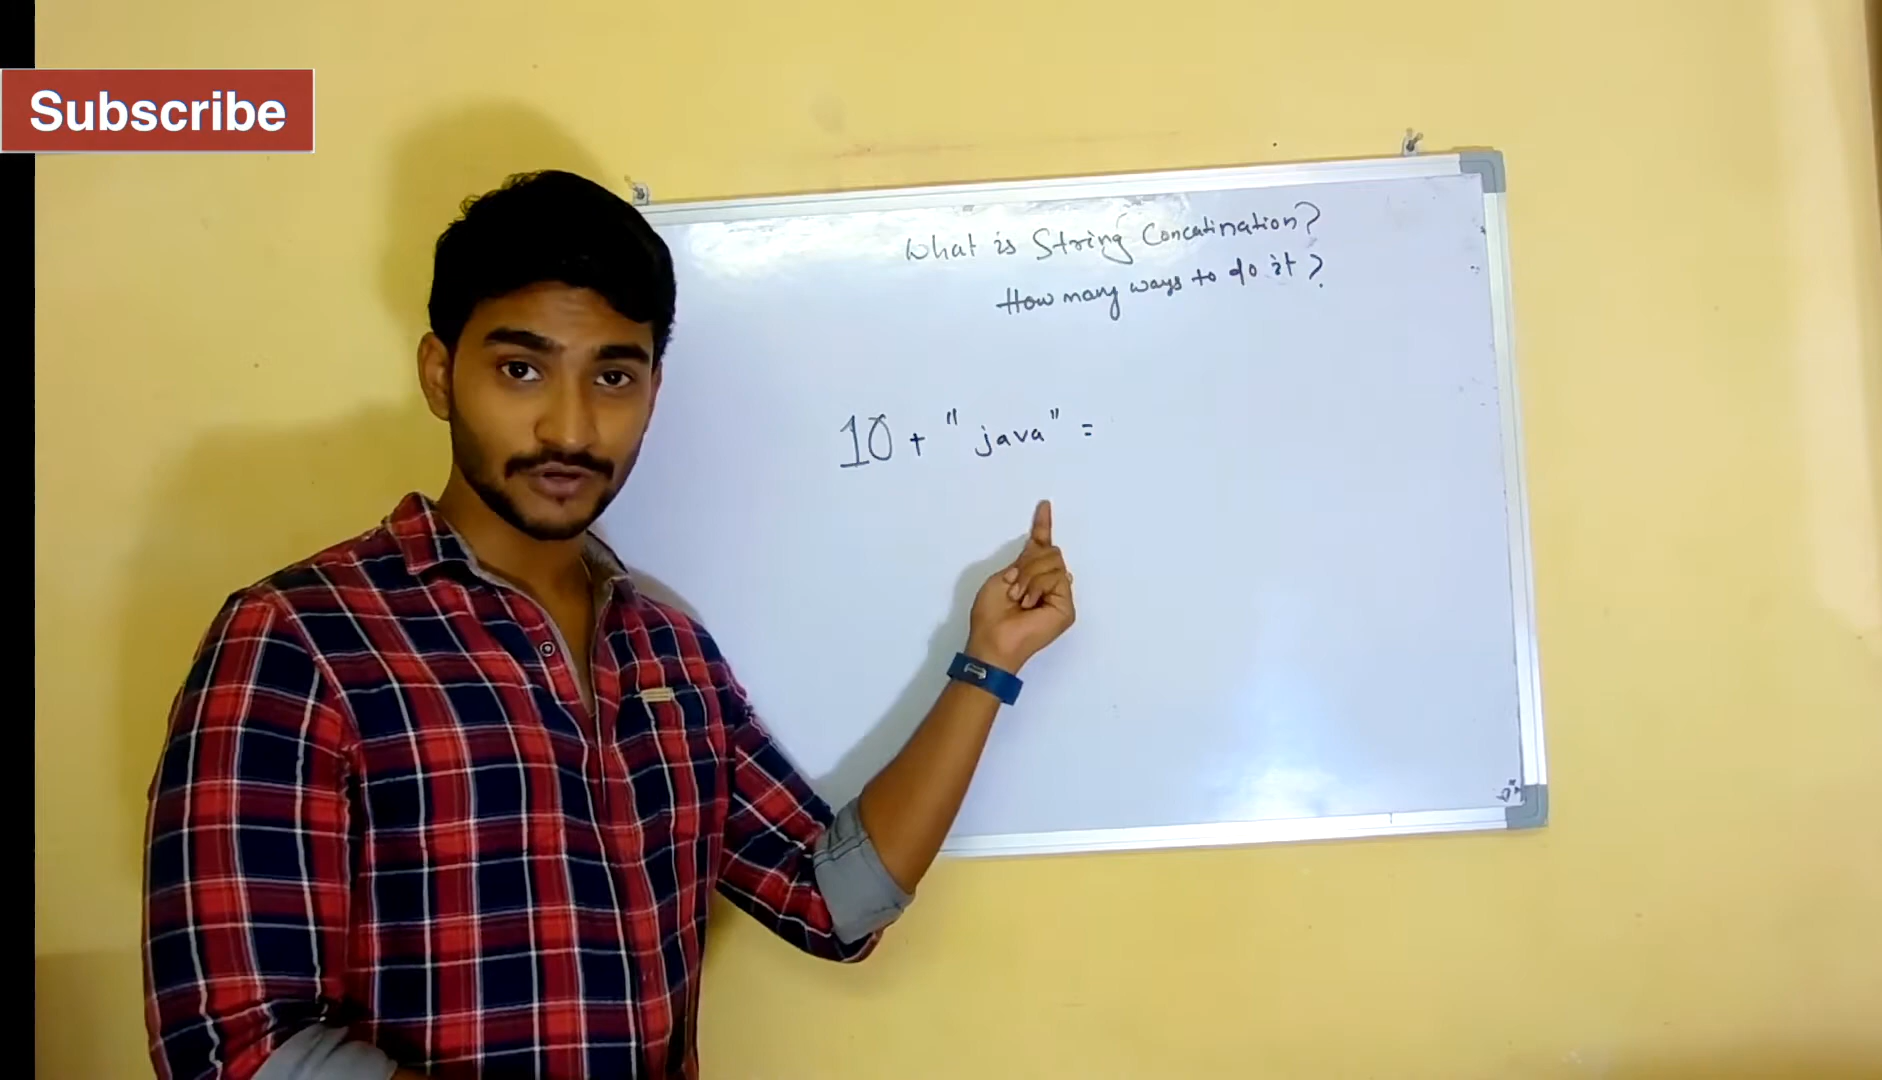 Subscribe
What is String Concatination?
How many ways to do it?
10 + " java " =